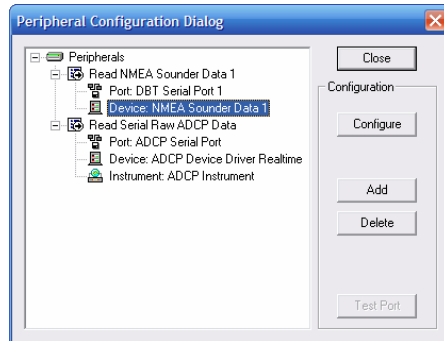 Peripheral Configuration Dialog
Peripherals
Read NMEA Sounder Data 1
Port: DBT Serial Port 1
Device: NMEA Sounder Data 1
Read Serial Raw ADCP Data
Port: ADCP Serial Port
Device: ADCP Device Driver Realtime
Instrument: ADCP Instrument
Close
Configuration
Configure
Add
Delete
Test Port